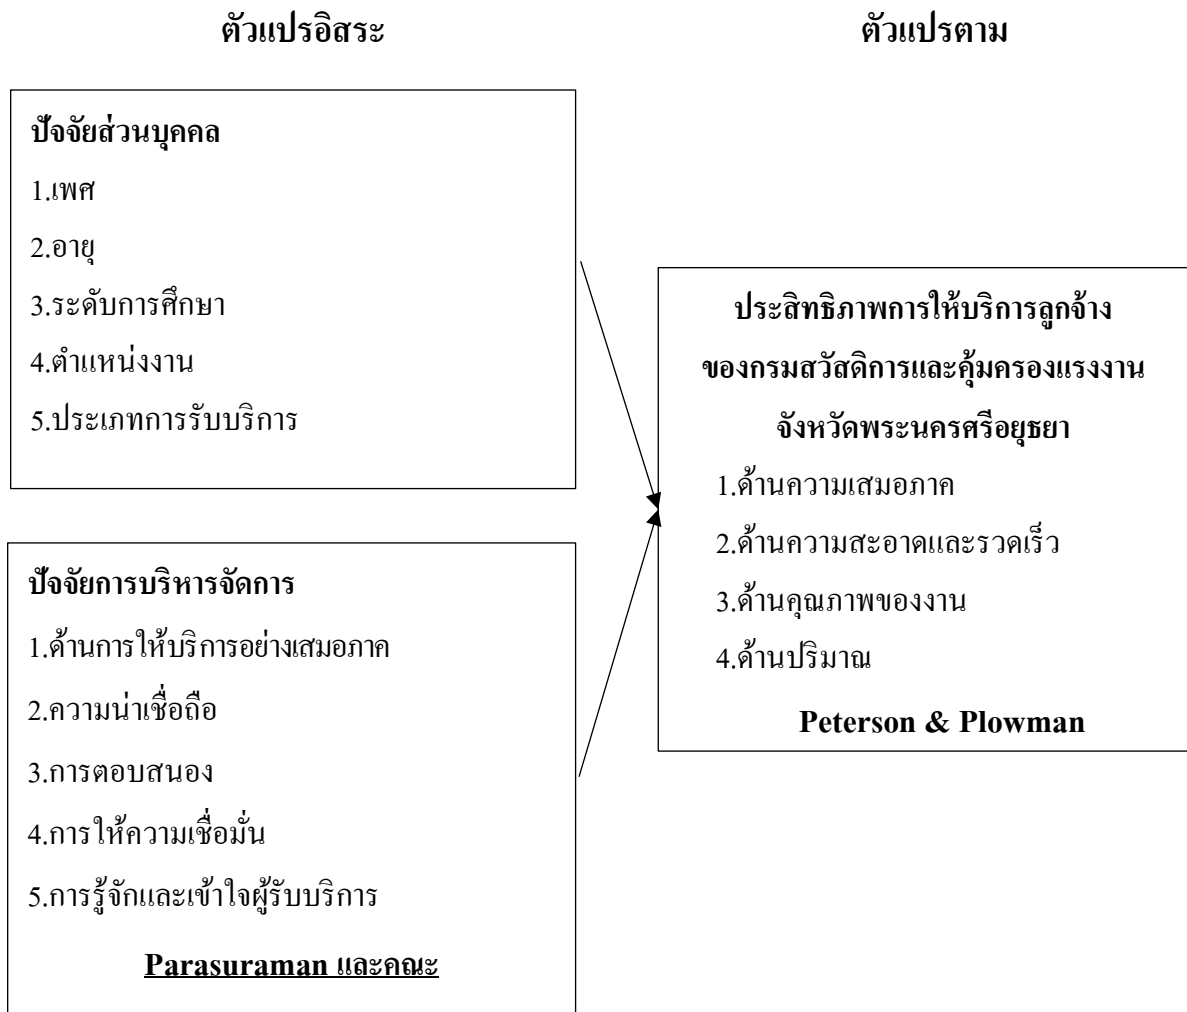 ตัวแปรอิสระ
ตัวแปรตาม
ปัจจัยส่วนบุคคล
1.เพศ
2.อายุ
3.ระดับการศึกษา
4.ตำแหน่งงาน
5.ประเภทการรับบริการ
ปัจจัยการบริหารจัดการ
1.ด้านการให้บริการอย่างเสมอภาค
2.ความน่าเชื่อถือ
3.การตอบสนอง
4.การให้ความเชื่อมั่น
5.การรู้จักและเข้าใจผู้รับบริการ
Parasuraman และคณะ
ประสิทธิภาพการให้บริการลูกจ้าง
ของกรมสวัสดิการและคุ้มครองแรงงาน
จังหวัดพระนครศรีอยุธยา
1.ด้านความเสมอภาค
2.ด้านความสะอาดและรวดเร็ว
3.ด้านคุณภาพของงาน
4.ด้านปริมาณ
Peterson & Plowman